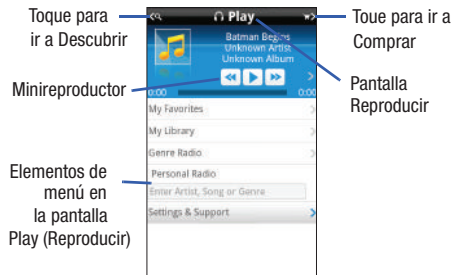 Toque para
ir a Descubrir
Play
Toue para ir a
Comprar
Batman Begins
Unknown Artist
Unknown Album
Minireproductor
0:00
0:00
Pantalla
Reproducir
My Favorites
My Library
Genre Radio
Personal Radio
Enter Artist, Song or Genre
Settings & Support
Elementos de
menú en
la pantalla
Play (Reproducir)